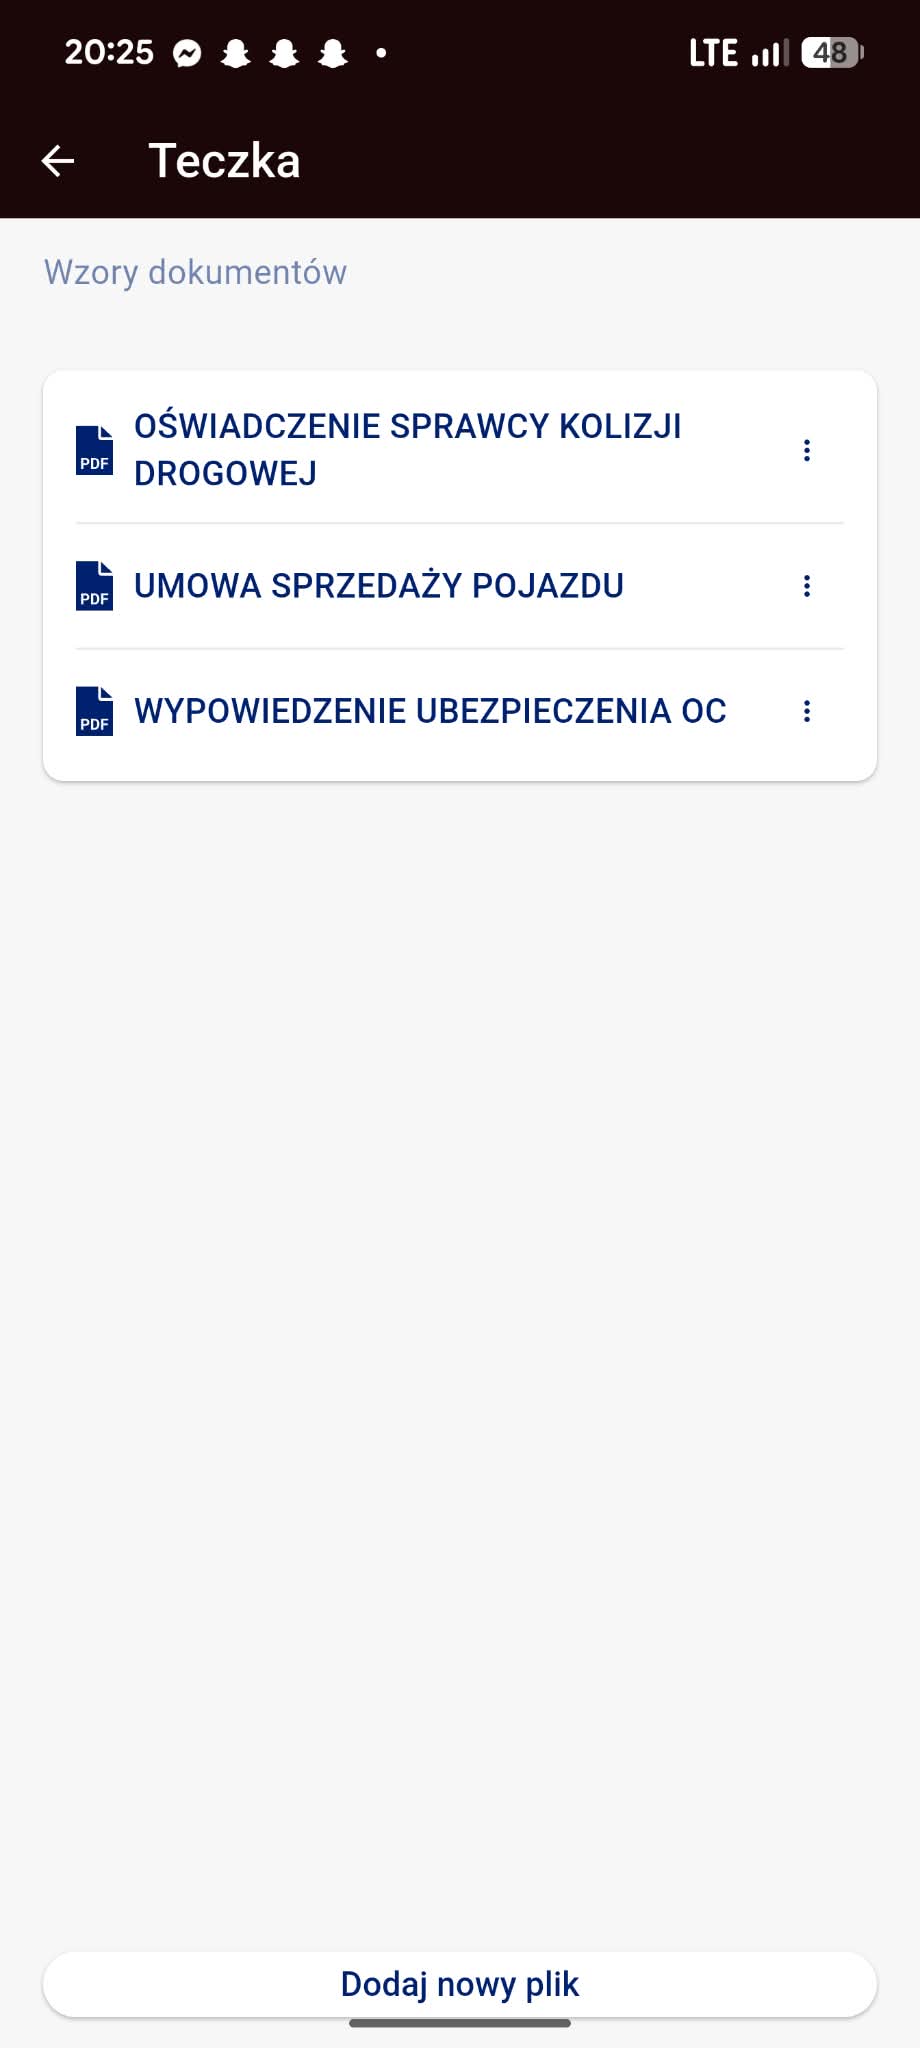 20:25 LTE 48
Teczka
Wzory dokumentów
PDF
OŚWIADCZENIE SPRAWCY KOLIZJI
DROGOWEJ
PDF
UMOWA SPRZEDAŻY POJAZDU
PDF
WYPOWIEDZENIE UBEZPIECZENIA OC
Dodaj nowy plik